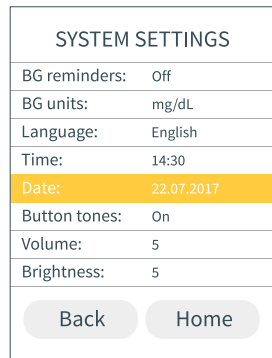 SYSTEM SETTINGS
BG reminders: Off
BG units: mg/dL
Language: English
Time: 14:30
Date: 22.07.2017
Button tones: On
Volume: 5
Brightness: 5
Back Home